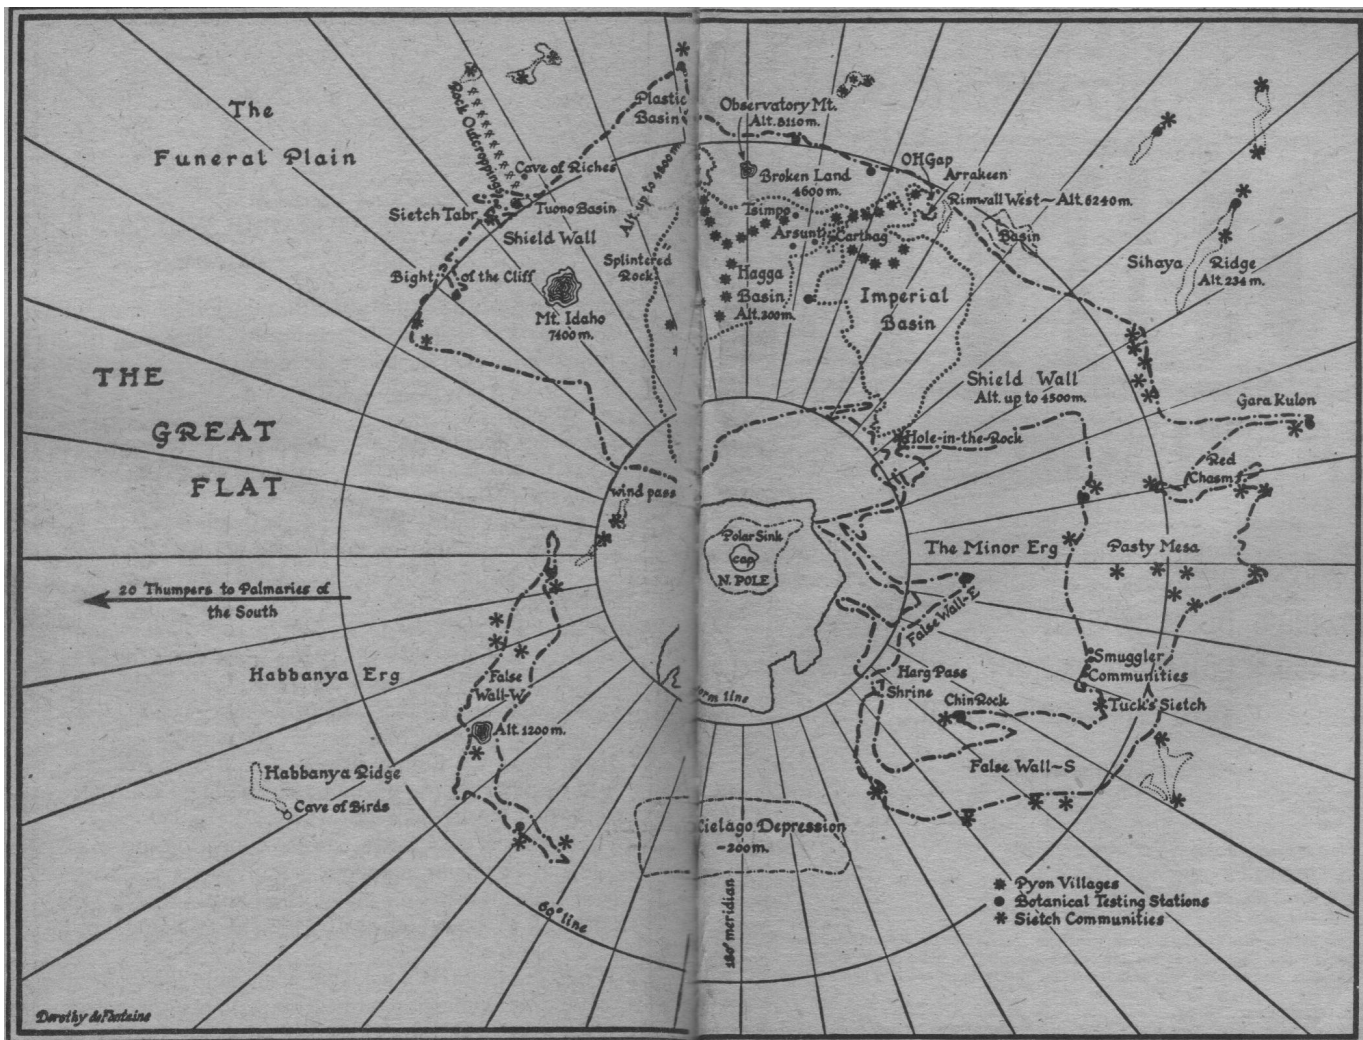 The
Funeral Plain
Rock Outcroppings
Plastic
Basin
Observatory Mt.
Alt. 8110m.
Cave of Riches
Alt. up to 4800m.
Broken Land
4600m.
OH Gap
Arrakeen
Rimwall West~Alt. 6240m.
Sietch Tabr
Tuono Basin
Tsimpo
Shield Wall
Arsunt
Carthag
Basin
Bight of the Cliff
Splintered
Rock
Hagga
Basin
Alt. 300m.
Imperial
Basin
Sihaya Ridge
Alt. 234m.
Mt. Idaho
7400m.
THE
GREAT
FLAT
Shield Wall
Alt. up to 4500m.
Gara Kulon
Hole-in-the-Rock
Red
Chasm
wind pass
Polar Sink
cap
N. POLE
The Minor Erg
Pasty Mesa
20 Thumpers to Palmaries of
the South
False Wall~E
Habbanya Erg
False
Wall~W
Harg Pass
Shrine
Smuggler
Communities
Chin Rock
Tuck's Sietch
orm line
Alt. 1200m.
False Wall~S
Habbanya Ridge
Cave of Birds
Cielago Depression
~200m.
60° line
180° meridian
Pyon Villages
Botanical Testing Stations
Sietch Communities
Dorothy de Fontaine